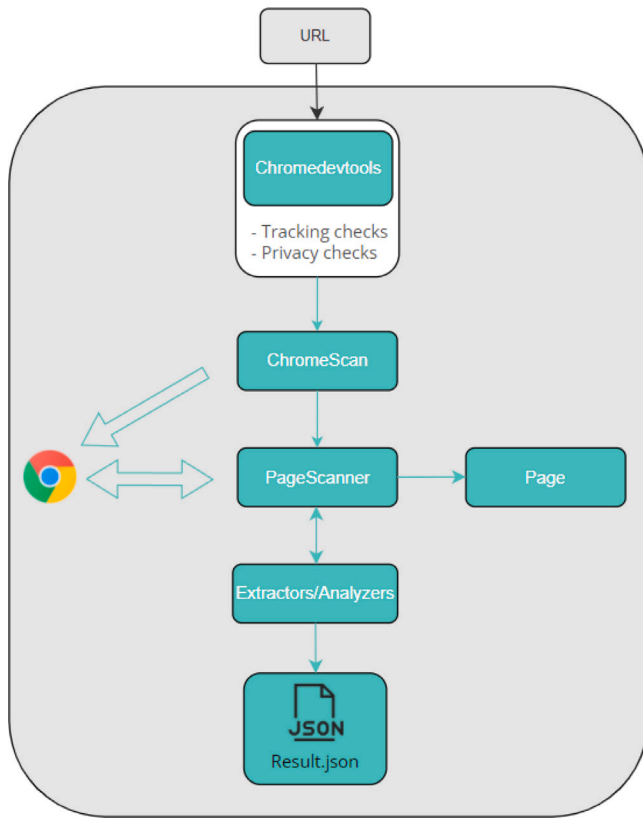 URL
Chromedevtools
- Tracking checks
- Privacy checks
ChromeScan
PageScanner
Page
Extractors/Analyzers
JSON
Result.json